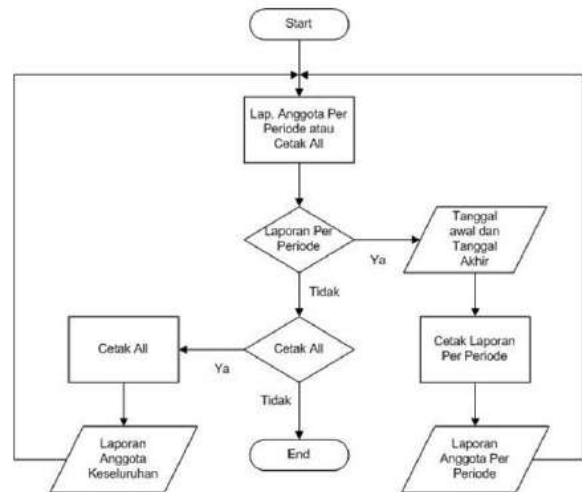 Start
Lap. Anggota Per
Periode atau
Cetak All
Laporan Per
Periode
Ya
Tanggal
awal dan
Tanggal
Akhir
Tidak
Cetak All
Ya
Cetak All
Cetak Laporan
Per Periode
Tidak
Laporan
Anggota
Keseluruhan
End
Laporan
Anggota Per
Periode